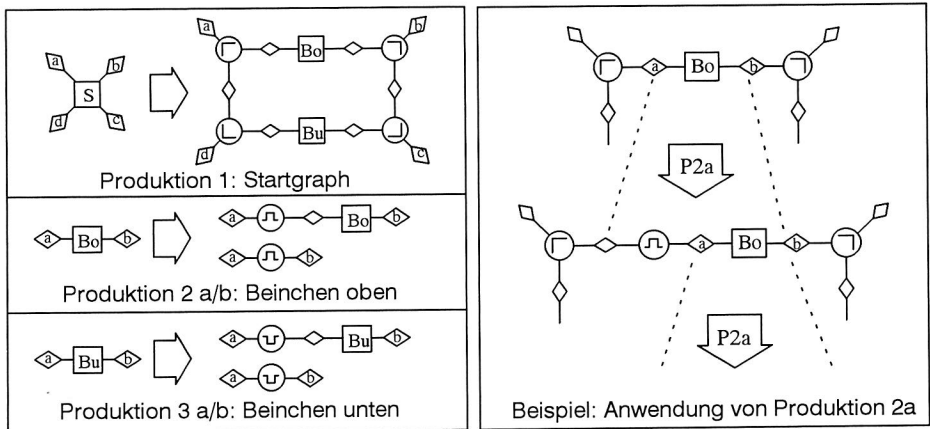 a b
S
d c
a b
Bo
Bu
d c
Produktion 1: Startgraph
a Bo b
a Bo b
a b
Produktion 2 a/b: Beinchen oben
a Bu b
a Bu b
a b
Produktion 3 a/b: Beinchen unten
a Bo b
P2a
a Bo b
P2a
Beispiel: Anwendung von Produktion 2a